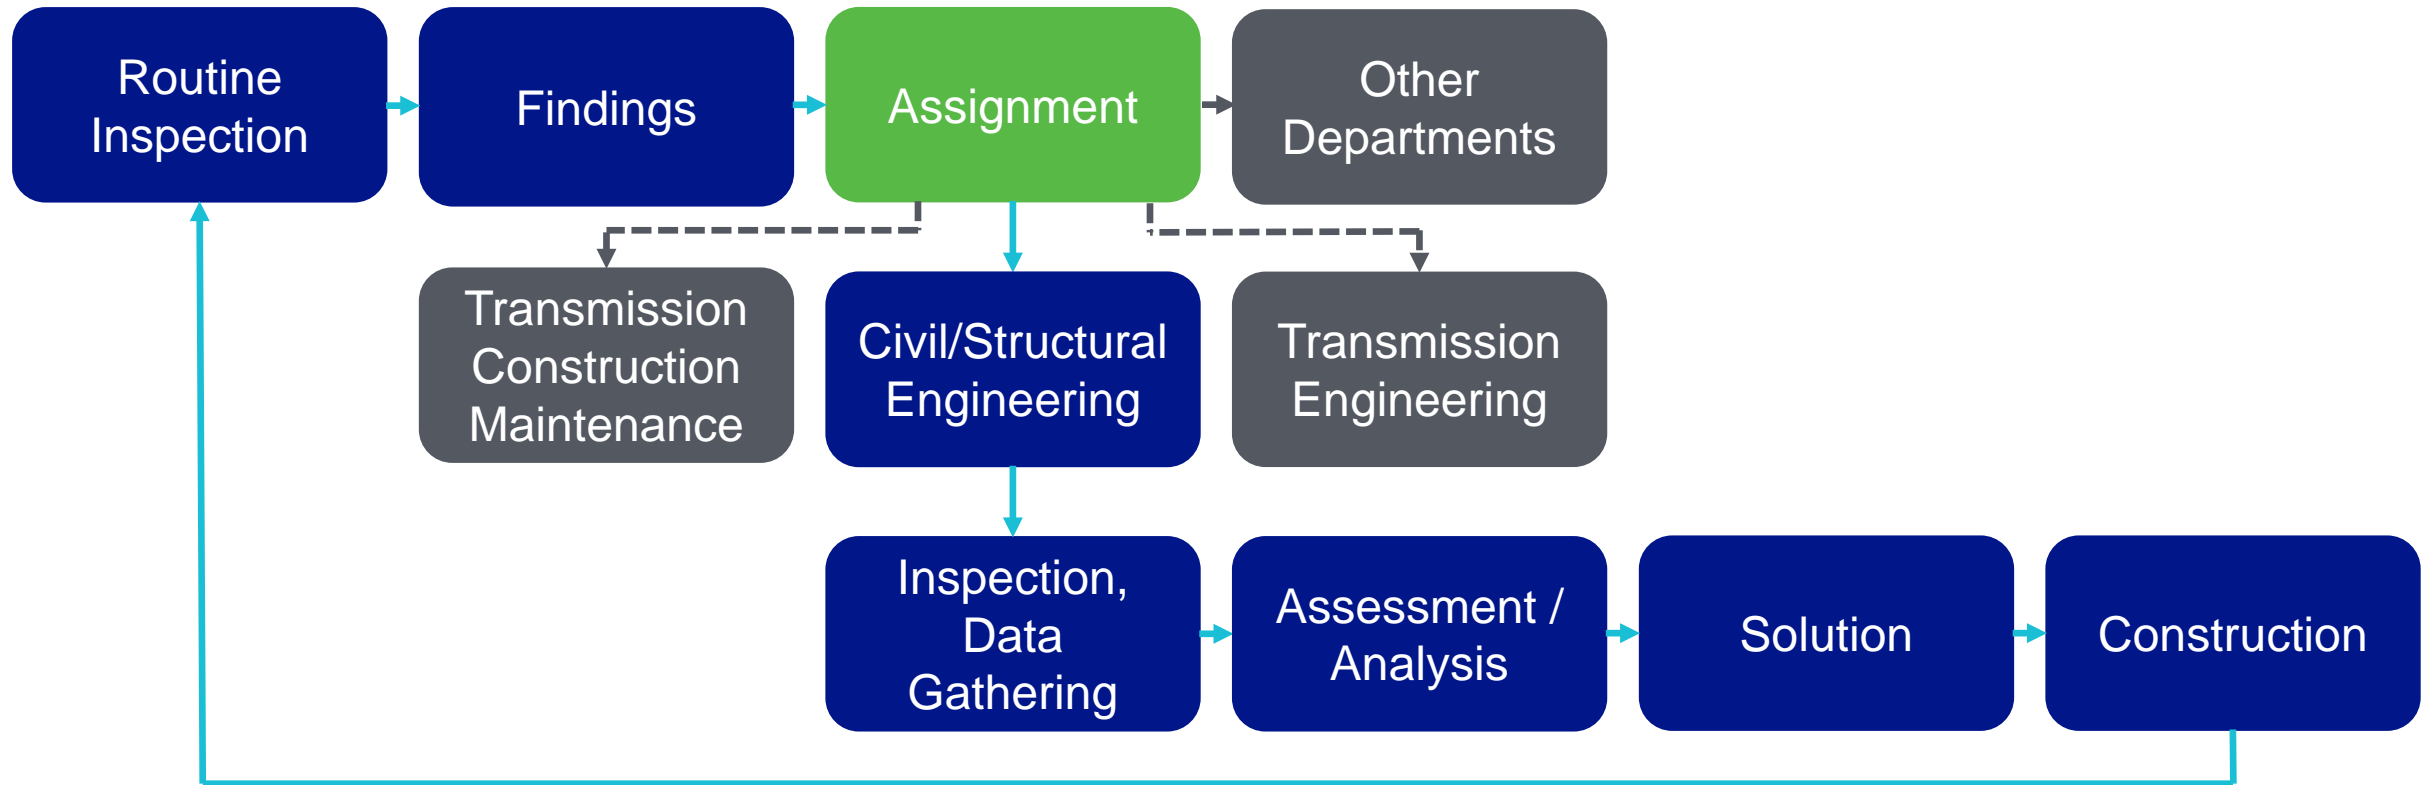 Routine
Inspection
Findings
Assignment
Other
Departments
Transmission
Construction
Maintenance
Civil/Structural
Engineering
Transmission
Engineering
Inspection,
Data
Gathering
Assessment /
Analysis
Solution
Construction